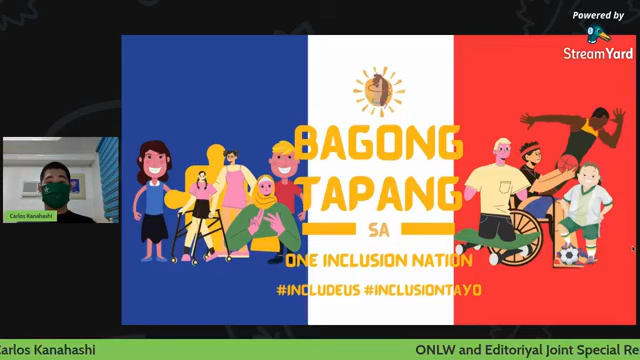 Powered by
StreamYard
BAGONG
TAPANG
SA
ONE INCLUSION NATION
#INCLUDEUS #INCLUSIONTAYO
Carlos Kanahashi
Carlos Kanahashi
ONLW and Editoriyal Joint Special Re